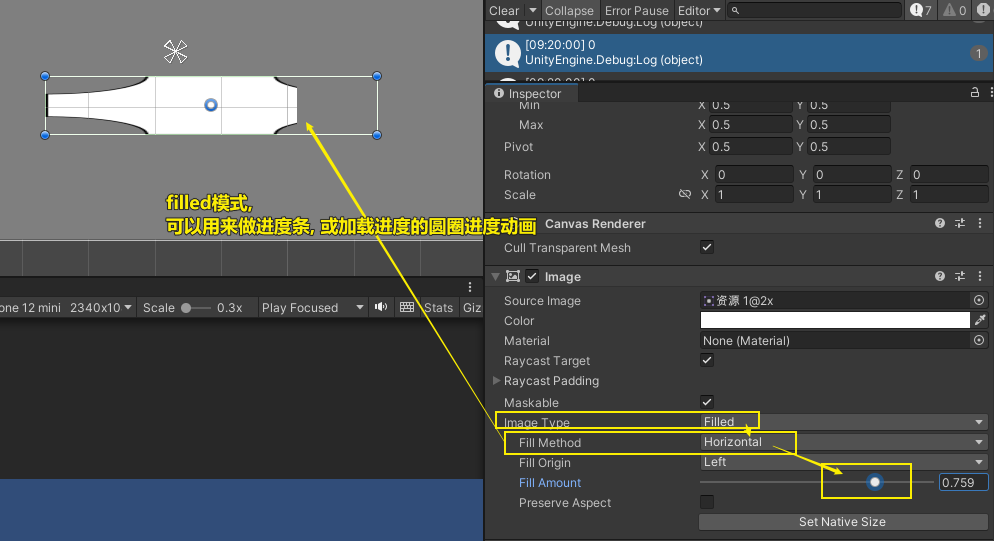 Clear
Collapse
Error Pause
Editor
7
0
UnityEngine.Debug:Log (object)
[09:20:00] 0
UnityEngine.Debug:Log (object)
1
Inspector
Min X 0.5 Y 0.5
Max X 0.5 Y 0.5
Pivot X 0.5 Y 0.5
Rotation X 0 Y 0 Z 0
Scale X 1 Y 1 Z 1
filled模式,
可以用来做进度条, 或加载进度的圆圈进度动画
Canvas Renderer
Cull Transparent Mesh
Image
one 12 mini 2340x10 Scale 0.3x Play Focused Stats Giz
Source Image 资源 1@2x
Color
Material None (Material)
Raycast Target
Raycast Padding
Maskable
Image Type Filled
Fill Method Horizontal
Fill Origin Left
Fill Amount 0.759
Preserve Aspect
Set Native Size